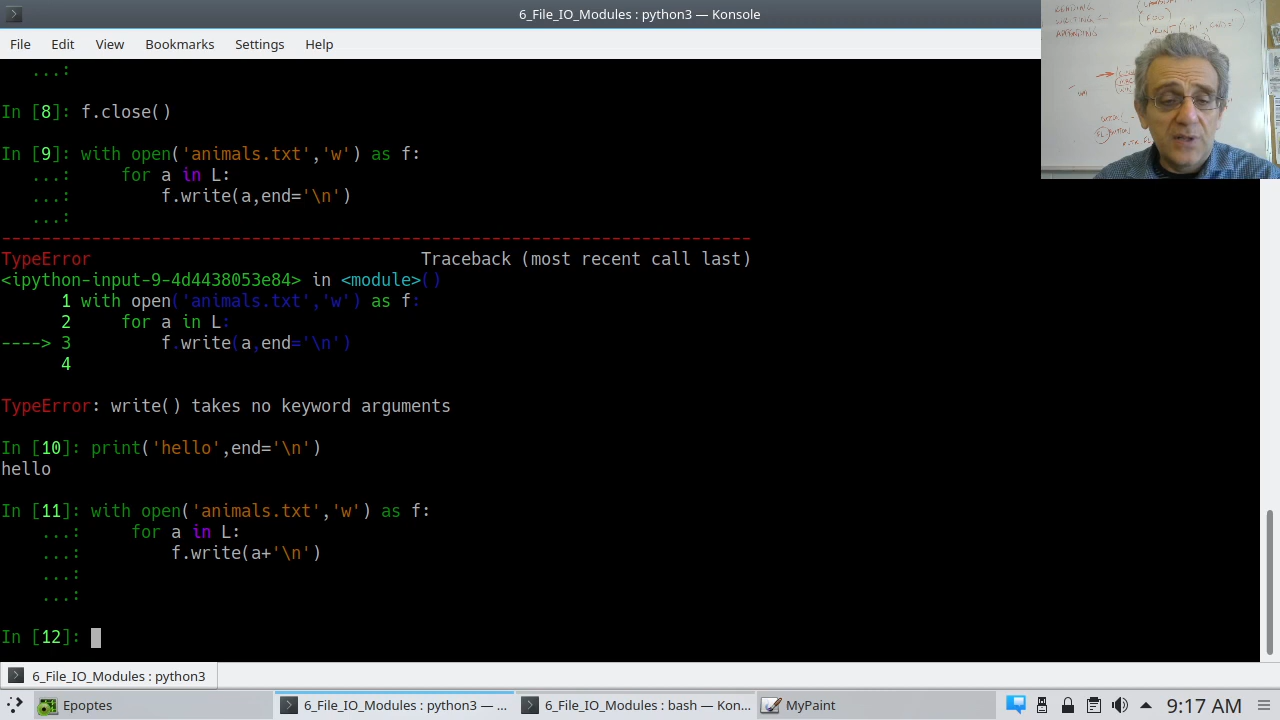 6_File_IO_Modules : python3 — Konsole
File Edit View Bookmarks Settings Help
READING
WRITING
APPENDING
...:
In [8]: f.close()
In [9]: with open('animals.txt','w') as f:
...: for a in L:
...: f.write(a,end='\n')
...:
---------------------------------------------------------------------------
TypeError Traceback (most recent call last)
<ipython-input-9-4d4438053e84> in <module>()
1 with open('animals.txt','w') as f:
2 for a in L:
----> 3 f.write(a,end='\n')
4
TypeError: write() takes no keyword arguments
In [10]: print('hello',end='\n')
hello
In [11]: with open('animals.txt','w') as f:
...: for a in L:
...: f.write(a+'\n')
...:
...:
In [12]:
6_File_IO_Modules : python3
Epoptes
6_File_IO_Modules : python3 — ...
6_File_IO_Modules : bash — Kon...
MyPaint
9:17 AM